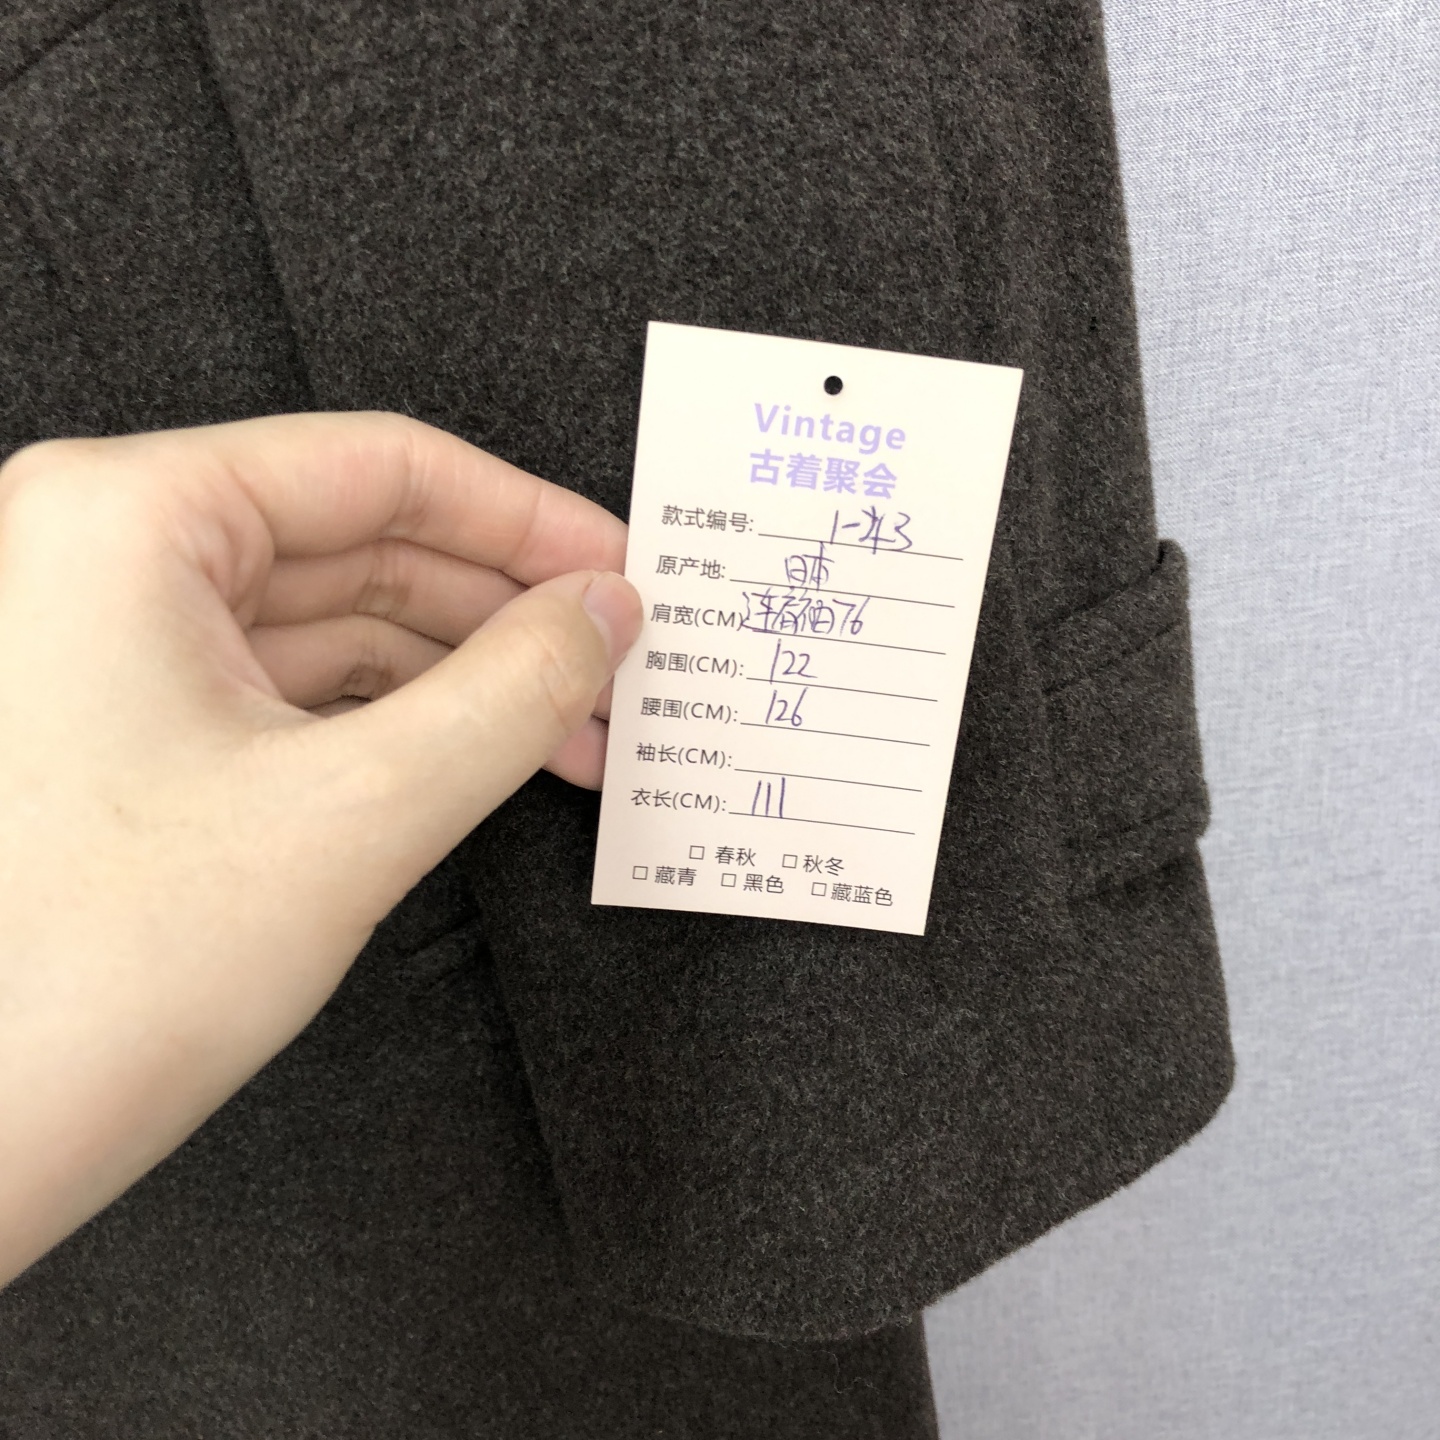 Vintage
古着聚会
款式编号: 1-
原产地: 日本
肩宽(CM) 连肩袖76
胸围(CM): 122
腰围(CM): 126
袖长(CM):
衣长(CM): 111
□ 春秋 □ 秋冬
□ 藏青 □ 黑色 □ 藏蓝色